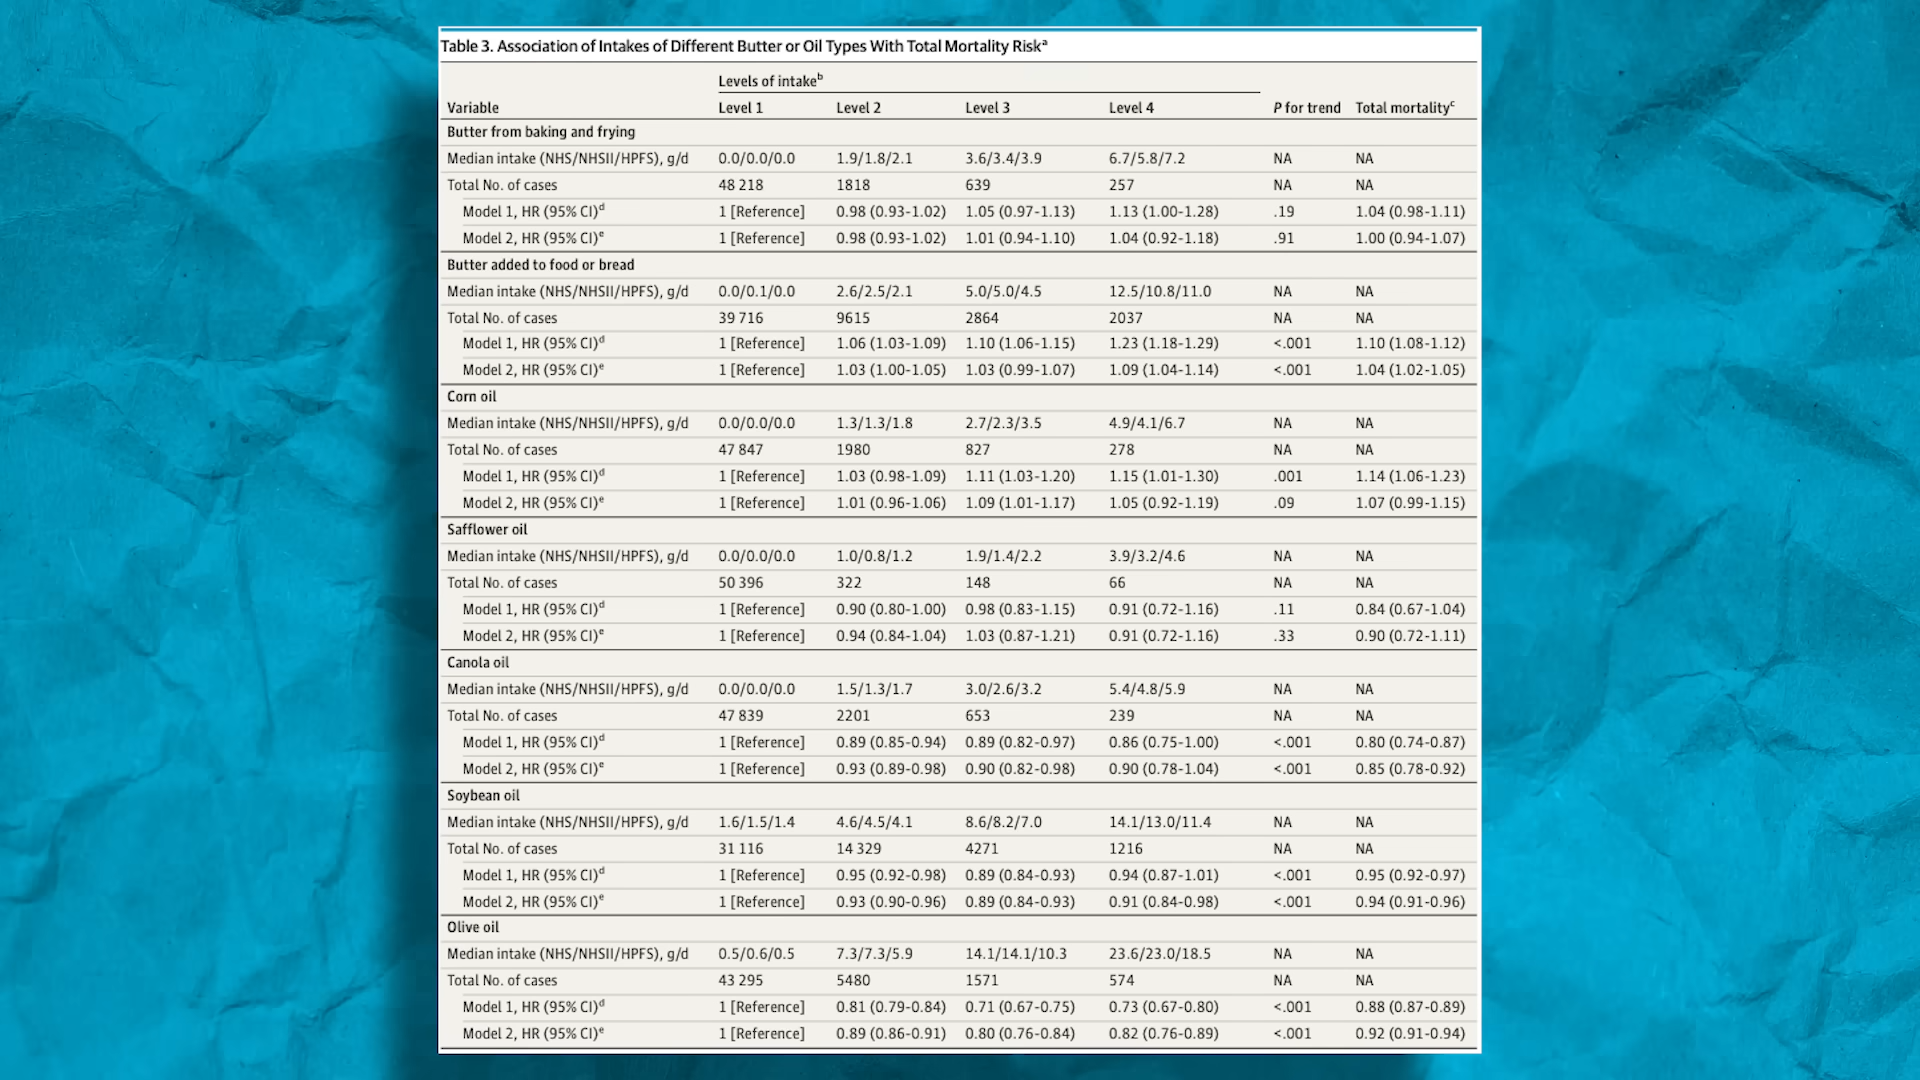 Table 3. Association of Intakes of Different Butter or Oil Types With Total Mortality Riskᵃ
Levels of intakeᵇ
Variable Level 1 Level 2 Level 3 Level 4 P for trend Total mortalityᶜ
Butter from baking and frying
Median intake (NHS/NHSII/HPFS), g/d 0.0/0.0/0.0 1.9/1.8/2.1 3.6/3.4/3.9 6.7/5.8/7.2 NA NA
Total No. of cases 48 218 1818 639 257 NA NA
Model 1, HR (95% CI)ᵈ 1 [Reference] 0.98 (0.93-1.02) 1.05 (0.97-1.13) 1.13 (1.00-1.28) .19 1.04 (0.98-1.11)
Model 2, HR (95% CI)ᵉ 1 [Reference] 0.98 (0.93-1.02) 1.01 (0.94-1.10) 1.04 (0.92-1.18) .91 1.00 (0.94-1.07)
Butter added to food or bread
Median intake (NHS/NHSII/HPFS), g/d 0.0/0.1/0.0 2.6/2.5/2.1 5.0/5.0/4.5 12.5/10.8/11.0 NA NA
Total No. of cases 39 716 9615 2864 2037 NA NA
Model 1, HR (95% CI)ᵈ 1 [Reference] 1.06 (1.03-1.09) 1.10 (1.06-1.15) 1.23 (1.18-1.29) <.001 1.10 (1.08-1.12)
Model 2, HR (95% CI)ᵉ 1 [Reference] 1.03 (1.00-1.05) 1.03 (0.99-1.07) 1.09 (1.04-1.14) <.001 1.04 (1.02-1.05)
Corn oil
Median intake (NHS/NHSII/HPFS), g/d 0.0/0.0/0.0 1.3/1.3/1.8 2.7/2.3/3.5 4.9/4.1/6.7 NA NA
Total No. of cases 47 847 1980 827 278 NA NA
Model 1, HR (95% CI)ᵈ 1 [Reference] 1.03 (0.98-1.09) 1.11 (1.03-1.20) 1.15 (1.01-1.30) .001 1.14 (1.06-1.23)
Model 2, HR (95% CI)ᵉ 1 [Reference] 1.01 (0.96-1.06) 1.09 (1.01-1.17) 1.05 (0.92-1.19) .09 1.07 (0.99-1.15)
Safflower oil
Median intake (NHS/NHSII/HPFS), g/d 0.0/0.0/0.0 1.0/0.8/1.2 1.9/1.4/2.2 3.9/3.2/4.6 NA NA
Total No. of cases 50 396 322 148 66 NA NA
Model 1, HR (95% CI)ᵈ 1 [Reference] 0.90 (0.80-1.00) 0.98 (0.83-1.15) 0.91 (0.72-1.16) .11 0.84 (0.67-1.04)
Model 2, HR (95% CI)ᵉ 1 [Reference] 0.94 (0.84-1.04) 1.03 (0.87-1.21) 0.91 (0.72-1.16) .33 0.90 (0.72-1.11)
Canola oil
Median intake (NHS/NHSII/HPFS), g/d 0.0/0.0/0.0 1.5/1.3/1.7 3.0/2.6/3.2 5.4/4.8/5.9 NA NA
Total No. of cases 47 839 2201 653 239 NA NA
Model 1, HR (95% CI)ᵈ 1 [Reference] 0.89 (0.85-0.94) 0.89 (0.82-0.97) 0.86 (0.75-1.00) <.001 0.80 (0.74-0.87)
Model 2, HR (95% CI)ᵉ 1 [Reference] 0.93 (0.89-0.98) 0.90 (0.82-0.98) 0.90 (0.78-1.04) <.001 0.85 (0.78-0.92)
Soybean oil
Median intake (NHS/NHSII/HPFS), g/d 1.6/1.5/1.4 4.6/4.5/4.1 8.6/8.2/7.0 14.1/13.0/11.4 NA NA
Total No. of cases 31 116 14 329 4271 1216 NA NA
Model 1, HR (95% CI)ᵈ 1 [Reference] 0.95 (0.92-0.98) 0.89 (0.84-0.93) 0.94 (0.87-1.01) <.001 0.95 (0.92-0.97)
Model 2, HR (95% CI)ᵉ 1 [Reference] 0.93 (0.90-0.96) 0.89 (0.84-0.93) 0.91 (0.84-0.98) <.001 0.94 (0.91-0.96)
Olive oil
Median intake (NHS/NHSII/HPFS), g/d 0.5/0.6/0.5 7.3/7.3/5.9 14.1/14.1/10.3 23.6/23.0/18.5 NA NA
Total No. of cases 43 295 5480 1571 574 NA NA
Model 1, HR (95% CI)ᵈ 1 [Reference] 0.81 (0.79-0.84) 0.71 (0.67-0.75) 0.73 (0.67-0.80) <.001 0.88 (0.87-0.89)
Model 2, HR (95% CI)ᵉ 1 [Reference] 0.89 (0.86-0.91) 0.80 (0.76-0.84) 0.82 (0.76-0.89) <.001 0.92 (0.91-0.94)